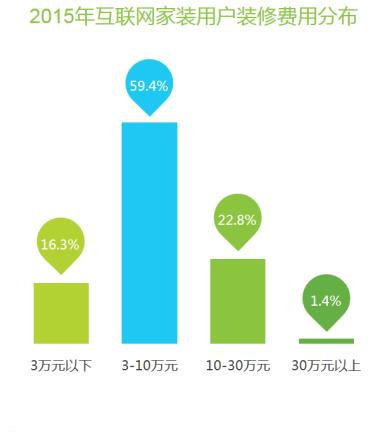 2015年互联网家装用户装修费用分布
59.4%
22.8%
16.3%
1.4%
3万元以下
3-10万元
10-30万元
30万元以上